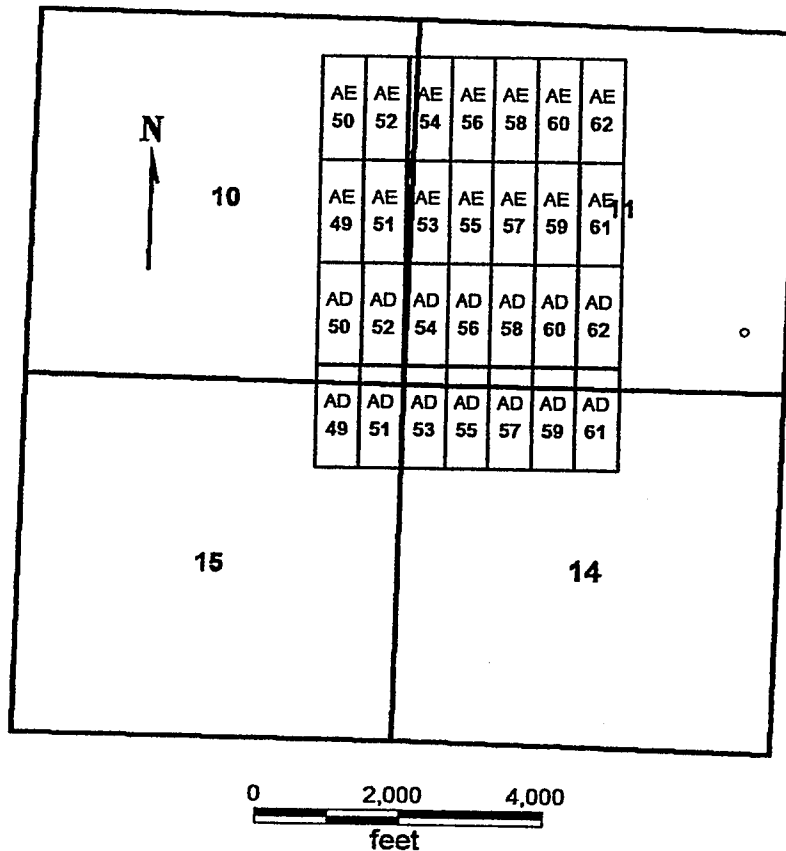 AE AE AE AE AE AE AE
50 52 54 56 58 60 62
N
10
AE AE AE AE AE AE AE
49 51 53 55 57 59 61
11
AD AD AD AD AD AD AD
50 52 54 56 58 60 62
AD AD AD AD AD AD AD
49 51 53 55 57 59 61
15
14
0 2,000 4,000
feet